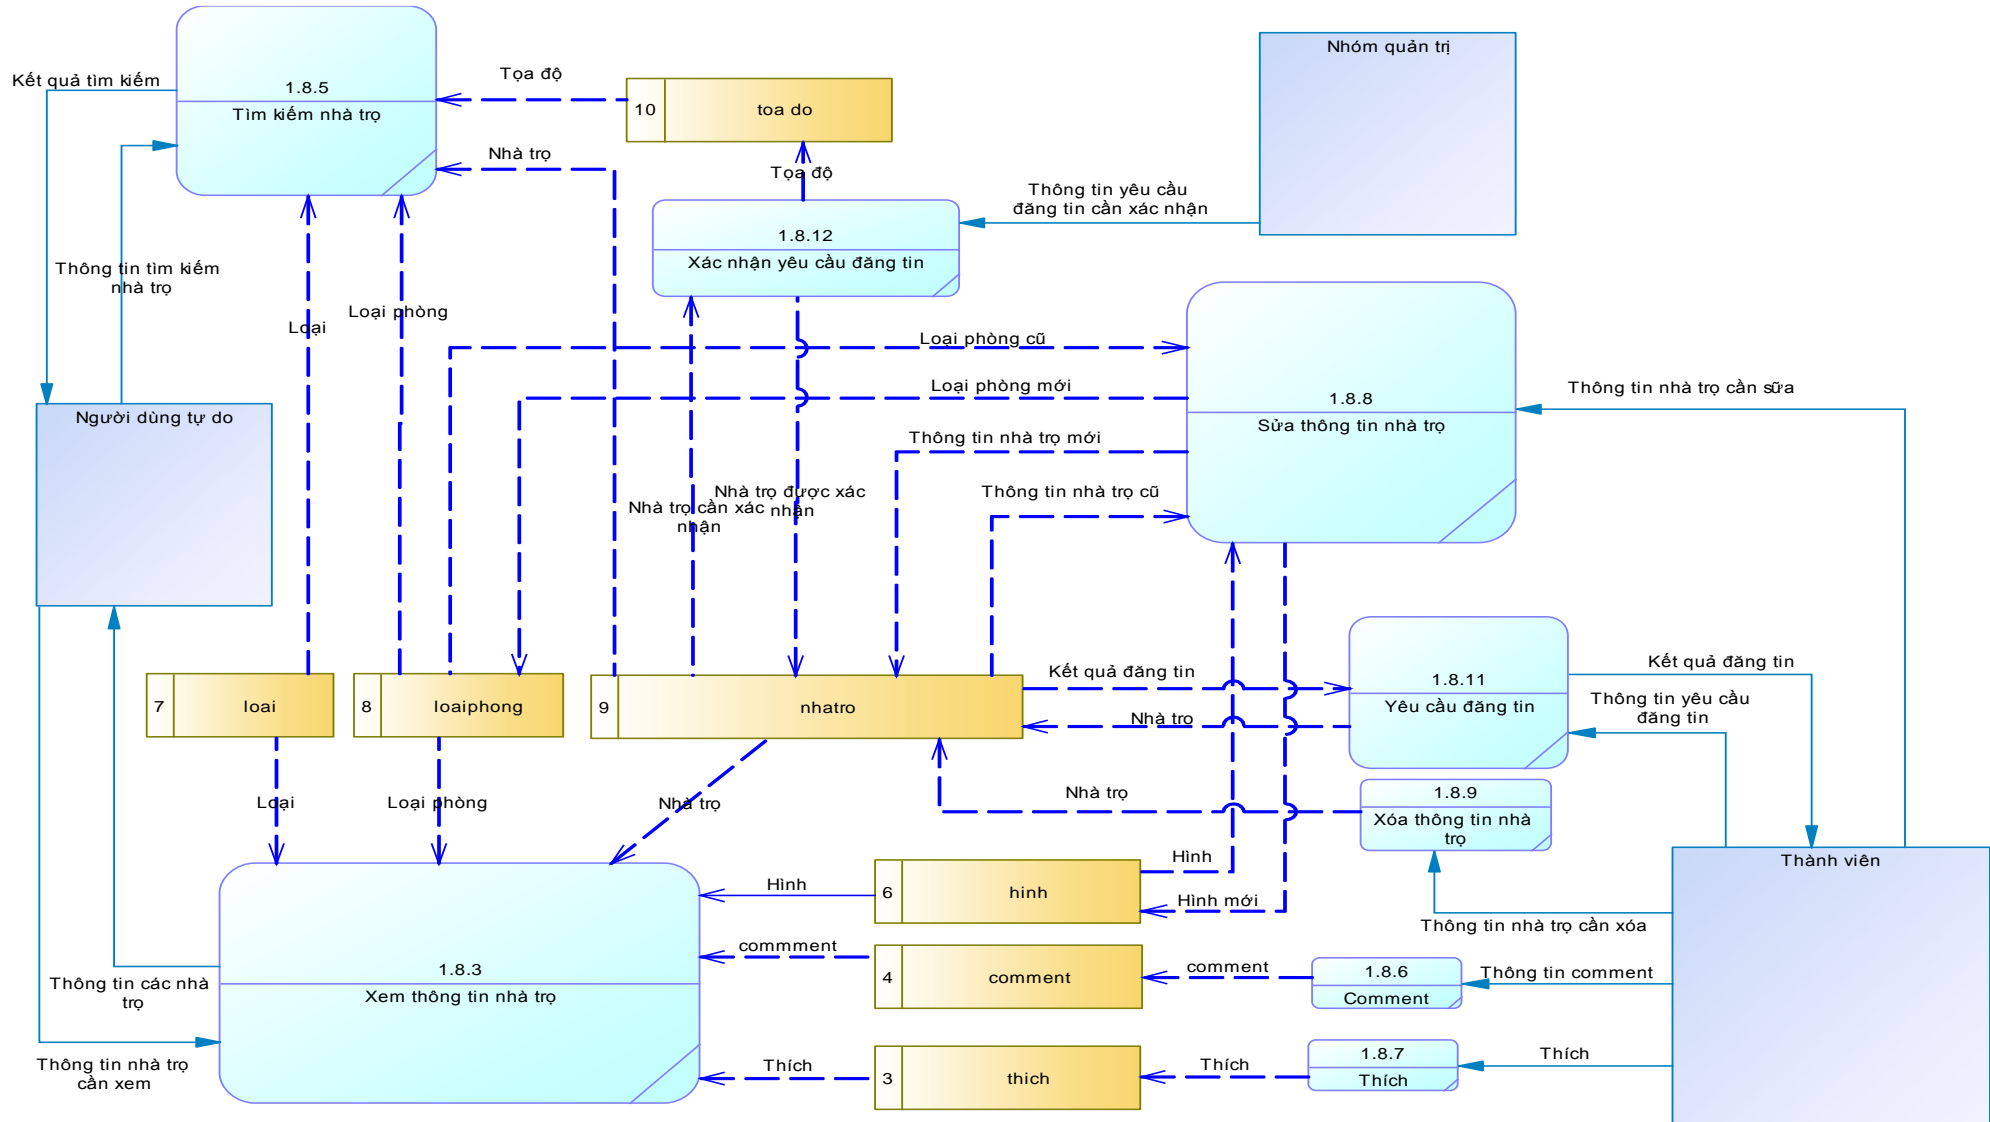 Nhóm quản trị
Kết quả tìm kiếm
1.8.5
Tìm kiếm nhà trọ
Tọa độ
10
toa do
Nhà trọ
Tọa độ
Thông tin yêu cầu
đăng tin cần xác nhận
1.8.12
Xác nhận yêu cầu đăng tin
Thông tin tìm kiếm
nhà trọ
Loại
Loại phòng
Loại phòng cũ
Loại phòng mới
Thông tin nhà trọ cần sữa
1.8.8
Sửa thông tin nhà trọ
Người dùng tự do
Thông tin nhà trọ mới
Thông tin nhà trọ cũ
Nhà trọ được xác
nhận
Nhà trọ cần xác
nhận
Kết quả đăng tin
Kết quả đăng tin
1.8.11
Yêu cầu đăng tin
Thông tin yêu cầu
đăng tin
7
loai
8
loaiphong
9
nhatro
Nhà tro
1.8.9
Xóa thông tin nhà
trọ
Nhà trọ
Loại
Loại phòng
Nhà trọ
Thành viên
Hình
Hình
6
hinh
Hình mới
Thông tin nhà trọ cần xóa
commment
4
comment
comment
1.8.6
Comment
Thông tin comment
1.8.3
Xem thông tin nhà trọ
Thông tin các nhà
trọ
Thông tin nhà trọ
cần xem
Thích
3
thich
Thích
1.8.7
Thích
Thích